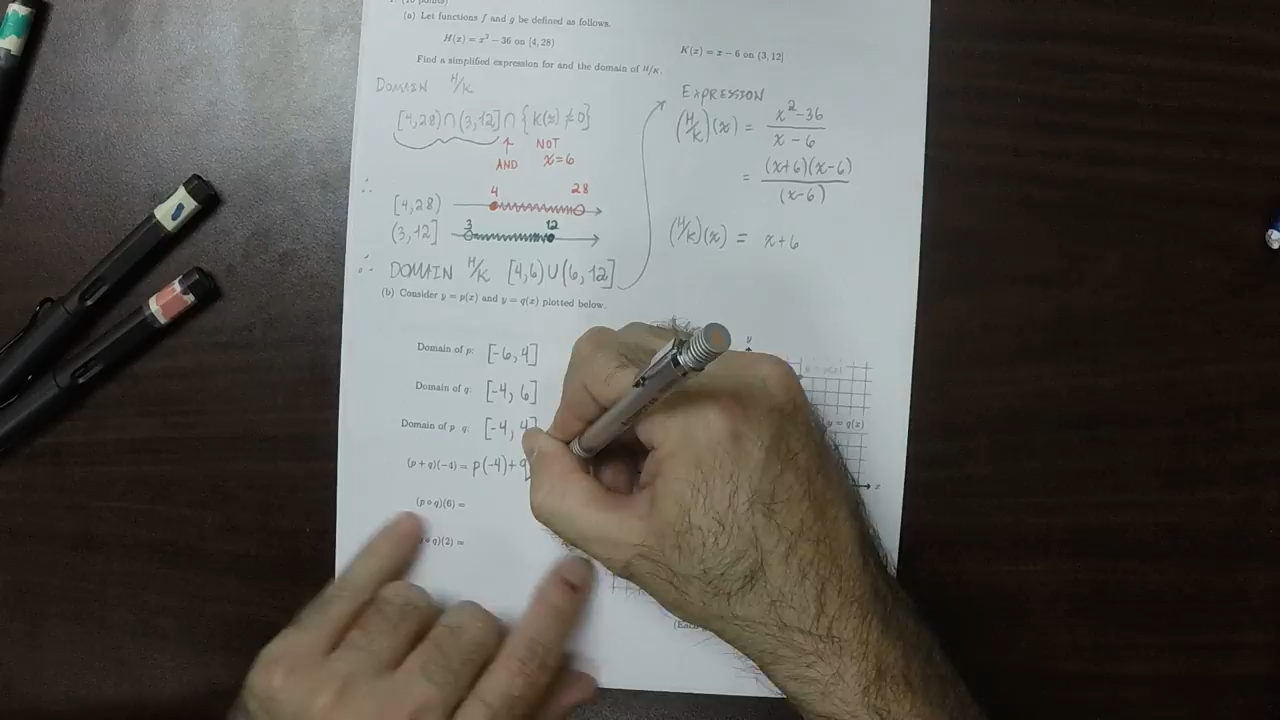 (a) Let functions f and g be defined as follows.
H(x) = x² − 36 on [4, 28)
K(x) = x − 6 on (3, 12]
Find a simplified expression for and the domain of H/K.
DOMAIN H/K
[4,28)∩(3,12]∩{K(x)≠0}
↑ AND
NOT x=6
∴
4 28
[4,28)
3 12
(3,12]
∴ DOMAIN H/K [4,6)∪(6,12]
EXPRESSION
(H/K)(x) = x²-36 / x-6
= (x+6)(x-6) / (x-6)
(H/K)(x) = x+6
(b) Consider y = p(x) and y = q(x) plotted below.
Domain of p: [-6,4]
Domain of q: [-4,6]
Domain of p · q: [-4,4]
(p + q)(−4) = p(-4)+q
(p ∘ q)(6) =
q)(2) =
y
y = q(x)
x